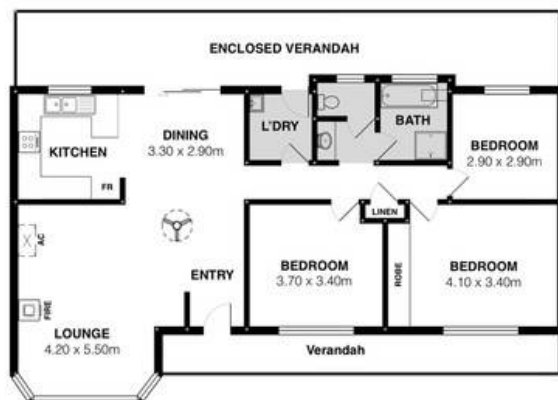 ENCLOSED VERANDAH
KITCHEN
FR
DINING
3.30 x 2.90m
L'DRY
BATH
BEDROOM
2.90 x 2.90m
LINEN
AC
FIRE
LOUNGE
4.20 x 5.50m
ENTRY
BEDROOM
3.70 x 3.40m
ROBE
BEDROOM
4.10 x 3.40m
Verandah